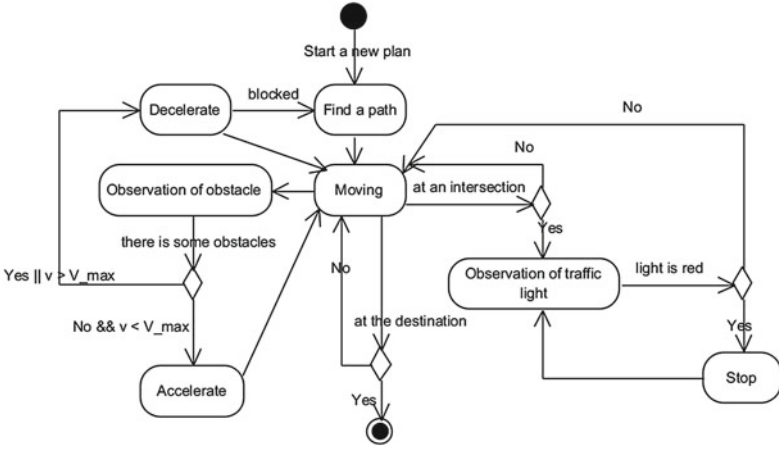 Start a new plan
Decelerate
blocked
Find a path
No
No
Observation of obstacle
Moving
at an intersection
Yes
there is some obstacles
Observation of traffic
light
light is red
Yes || v > V_max
No
No && v < V_max
at the destination
Yes
Accelerate
Stop
Yes